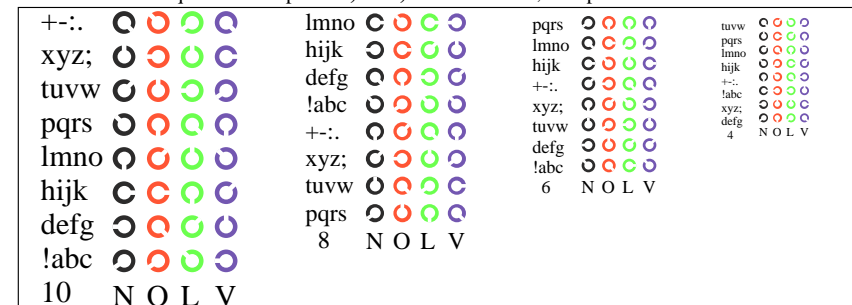 +-:.
xyz;
tuvw
pqrs
lmno
hijk
defg
!abc
10 N O L V
lmno
hijk
defg
!abc
+-:.
xyz;
tuvw
pqrs
8 N O L V
pqrs
lmno
hijk
+-:.
xyz;
tuvw
defg
!abc
6 N O L V
tuvw
pqrs
lmno
hijk
+-:.
!abc
xyz;
defg
4 N O L V